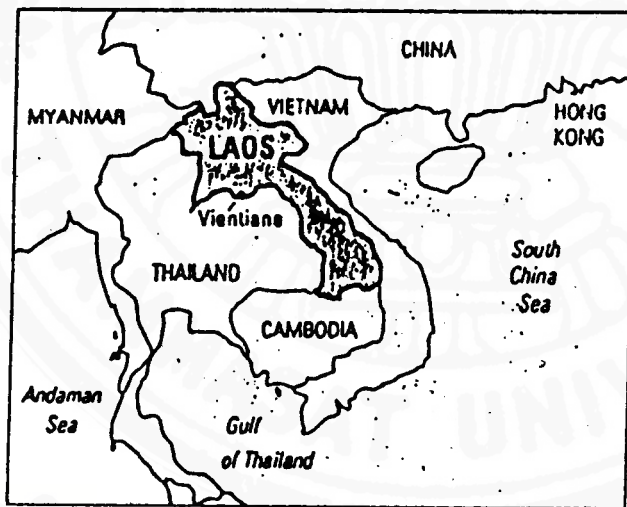 CHINA
MYANMAR
VIETNAM
HONG
KONG
LAOS
Vientiane
THAILAND
South
China
Sea
CAMBODIA
Andaman
Sea
Gulf
of Thailand